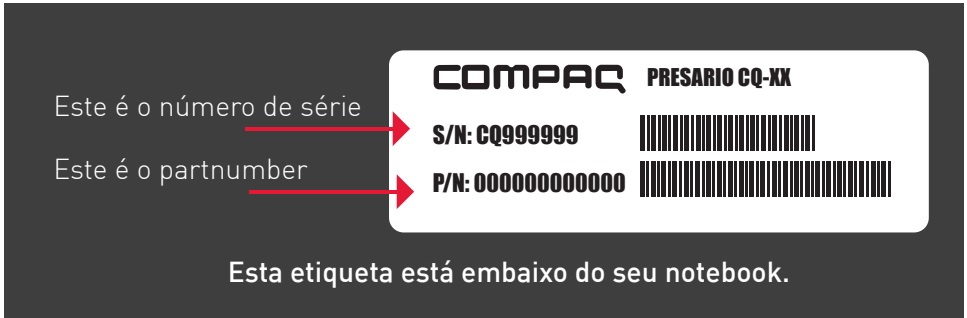 COMPAQ PRESARIO CQ-XX
Este é o número de série
S/N: CQ999999
Este é o partnumber
P/N: 000000000000
Esta etiqueta está embaixo do seu notebook.